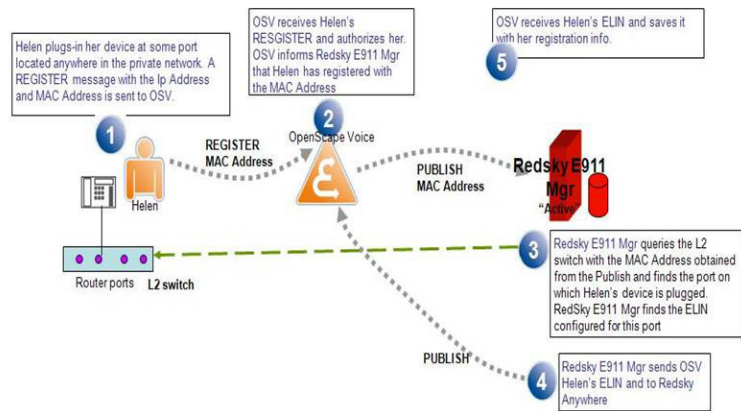 Helen plugs-in her device at some port
located anywhere in the private network. A
REGISTER message with the Ip Address
and MAC Address is sent to OSV.
1
OSV receives Helen's
RESGISTER and authorizes her.
OSV informs Redsky E911 Mgr
that Helen has registered with
the MAC Address
2
OSV receives Helen's ELIN and saves it
with her registration info.
5
REGISTER
MAC Address
OpenScape Voice
PUBLISH
MAC Address
Redsky E911
Mgr
"Active"
Helen
Router ports
L2 switch
3
Redsky E911 Mgr queries the L2
switch with the MAC Address obtained
from the Publish and finds the port on
which Helen's device is plugged.
RedSky E911 Mgr finds the ELIN
configured for this port
PUBLISH
4
Redsky E911 Mgr sends OSV
Helen's ELIN and to Redsky
Anywhere